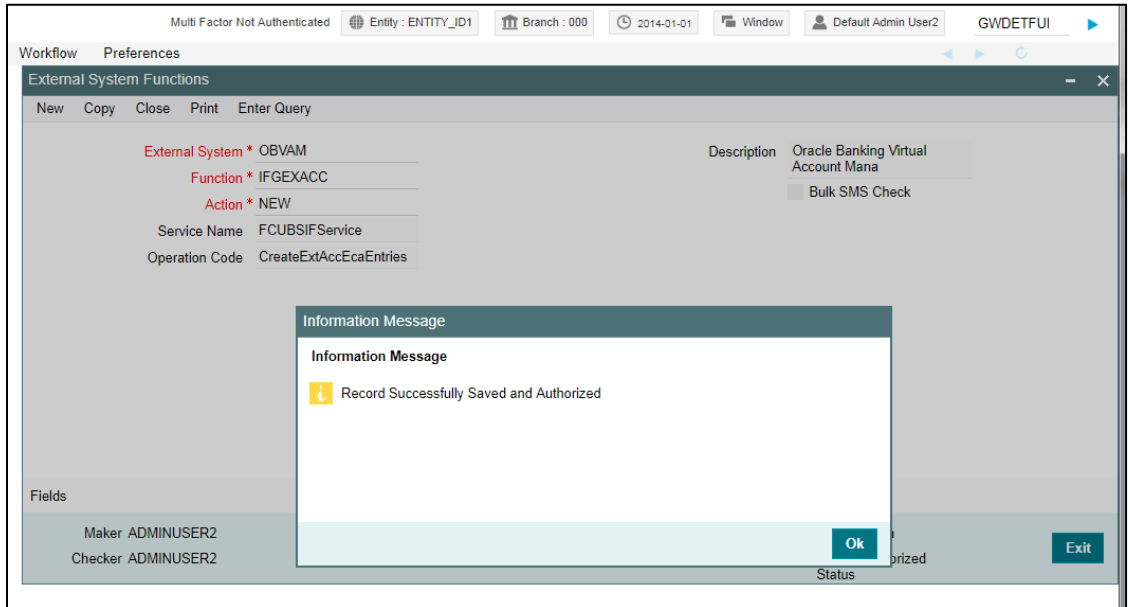 Multi Factor Not Authenticated Entity : ENTITY_ID1 Branch : 000 2014-01-01 Window Default Admin User2 GWDETFUI
Workflow Preferences
External System Functions
New Copy Close Print Enter Query
External System * OBVAM
Description Oracle Banking Virtual
Account Mana
Function * IFGEXACC
Bulk SMS Check
Action * NEW
Service Name FCUBSIFService
Operation Code CreateExtAccEcaEntries
Information Message
Information Message
Record Successfully Saved and Authorized
Ok
Fields
Maker ADMINUSER2
Checker ADMINUSER2
Status
Exit